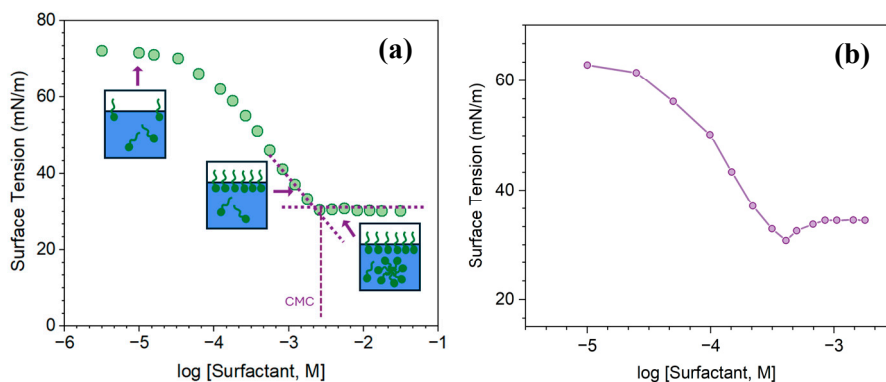 (a)
80
60
40
20
0
Surface Tension (mN/m)
CMC
−6
−5
−4
−3
−2
−1
log [Surfactant, M]
(b)
60
40
20
Surface Tension (mN/m)
−5
−4
−3
log [Surfactant, M]